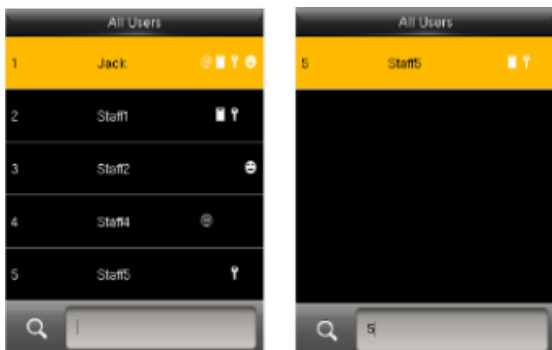 All Users
1 Jack
2 Staff1
3 Staff2
4 Staff4
5 Staff5
All Users
5 Staff5
5